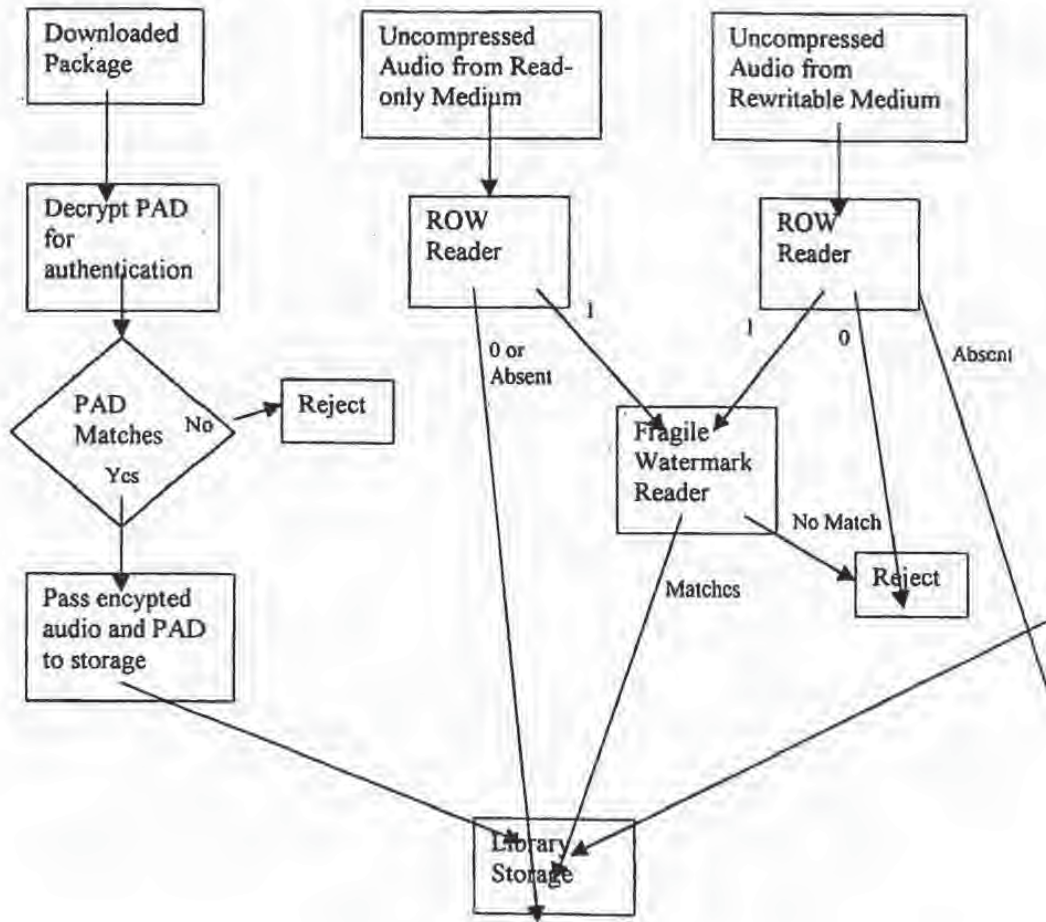 Downloaded
Package
Uncompressed
Audio from Read-
only Medium
Uncompressed
Audio from
Rewritable Medium
Decrypt PAD
for
authentication
ROW
Reader
ROW
Reader
1
0 or
Absent
1
0
Absent
PAD
Matches
No
Yes
Reject
Fragile
Watermark
Reader
No Match
Reject
Matches
Pass encypted
audio and PAD
to storage
Library
Storage